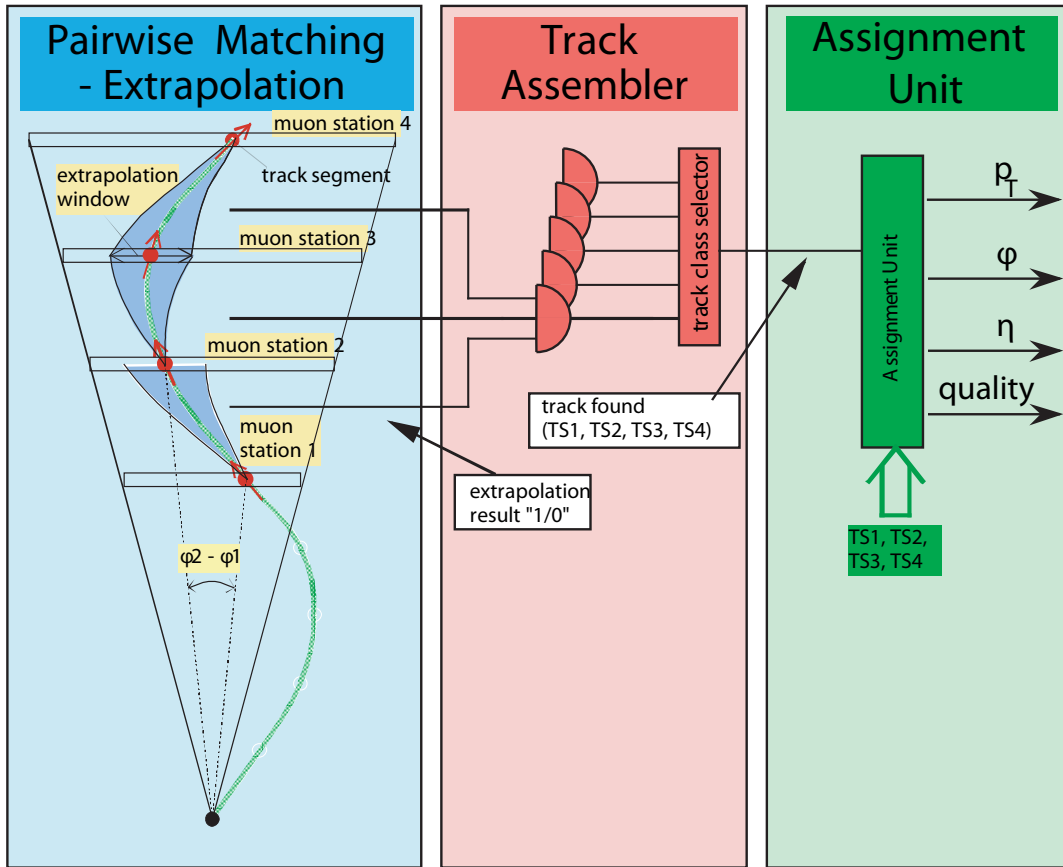 Pairwise Matching
- Extrapolation
muon station 4
extrapolation
window
track segment
muon station 3
muon station 2
muon
station 1
φ2 - φ1
extrapolation
result "1/0"
Track
Assembler
track class selector
track found
(TS1, TS2, TS3, TS4)
Assignment
Unit
Assignment Unit
pT
φ
η
quality
TS1, TS2,
TS3, TS4